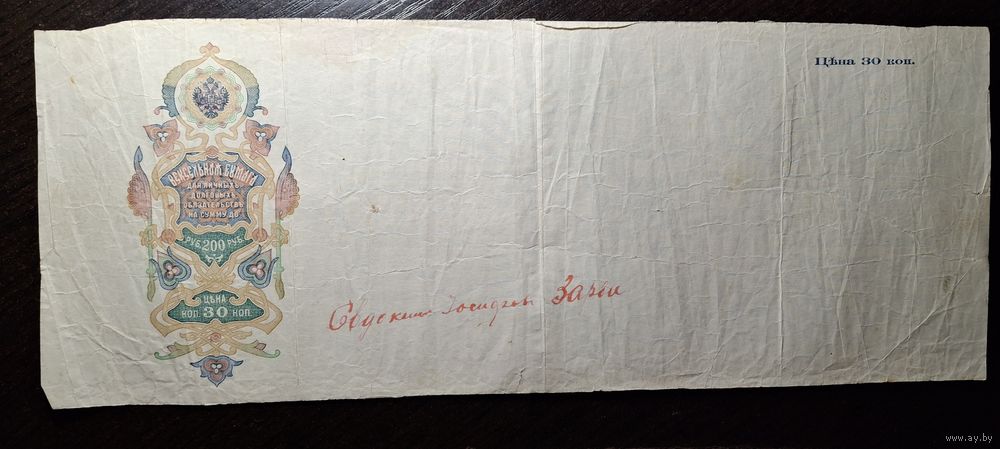 Цѣна 30 коп.
ВЕКСЕЛЬНАЯ БУМАГА
ДЛЯ ЛИЧНЫХЪ
ДОЛГОВЫХЪ
ОБЯЗАТЕЛЬСТВЪ
НА СУММУ ДО
РУБ. 200 РУБ.
ЦѢНА
КОП. 30 КОП.
www.ay.by